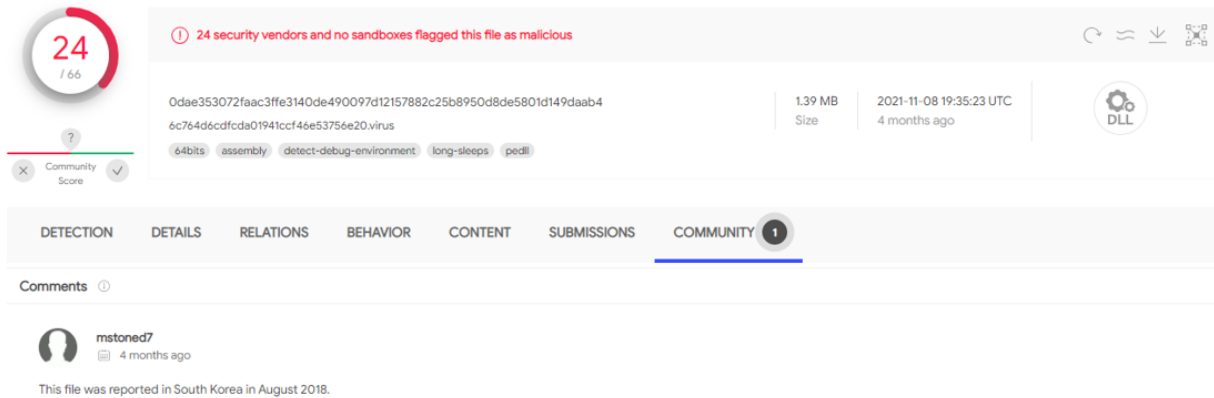 24
/ 66
24 security vendors and no sandboxes flagged this file as malicious
?
Community
Score
0dae353072faac3ffe3140de490097d12157882c25b8950d8de5801d149daab4
6c764d6cdfcda01941ccf46e53756e20.virus
64bits assembly detect-debug-environment long-sleeps pedll
1.39 MB
Size
2021-11-08 19:35:23 UTC
4 months ago
DLL
DETECTION DETAILS RELATIONS BEHAVIOR CONTENT SUBMISSIONS COMMUNITY 1
Comments
mstoned7
4 months ago
This file was reported in South Korea in August 2018.